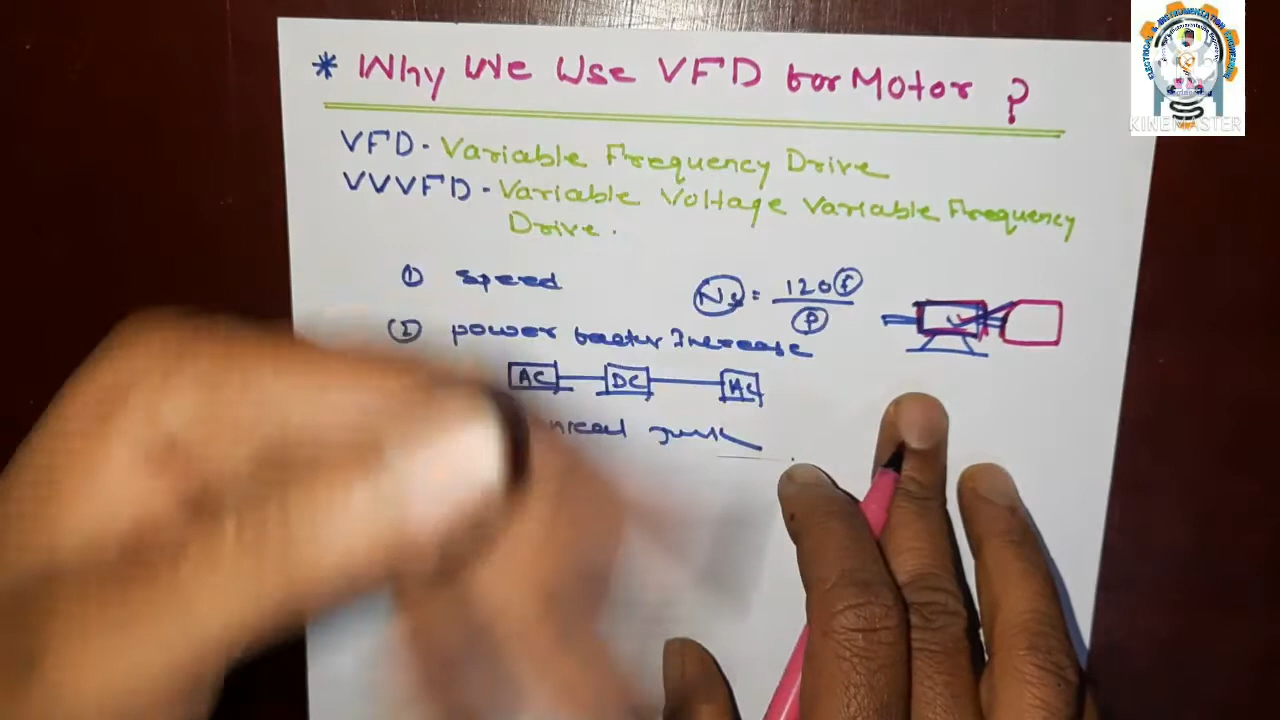 * Why We Use VFD for Motor ?
VFD - Variable Frequency Drive
VVVFD - Variable Voltage Variable Frequency
Drive.
① Speed
Ns = 120f / P
② power factor Increase
AC DC AC
KINEMASTER